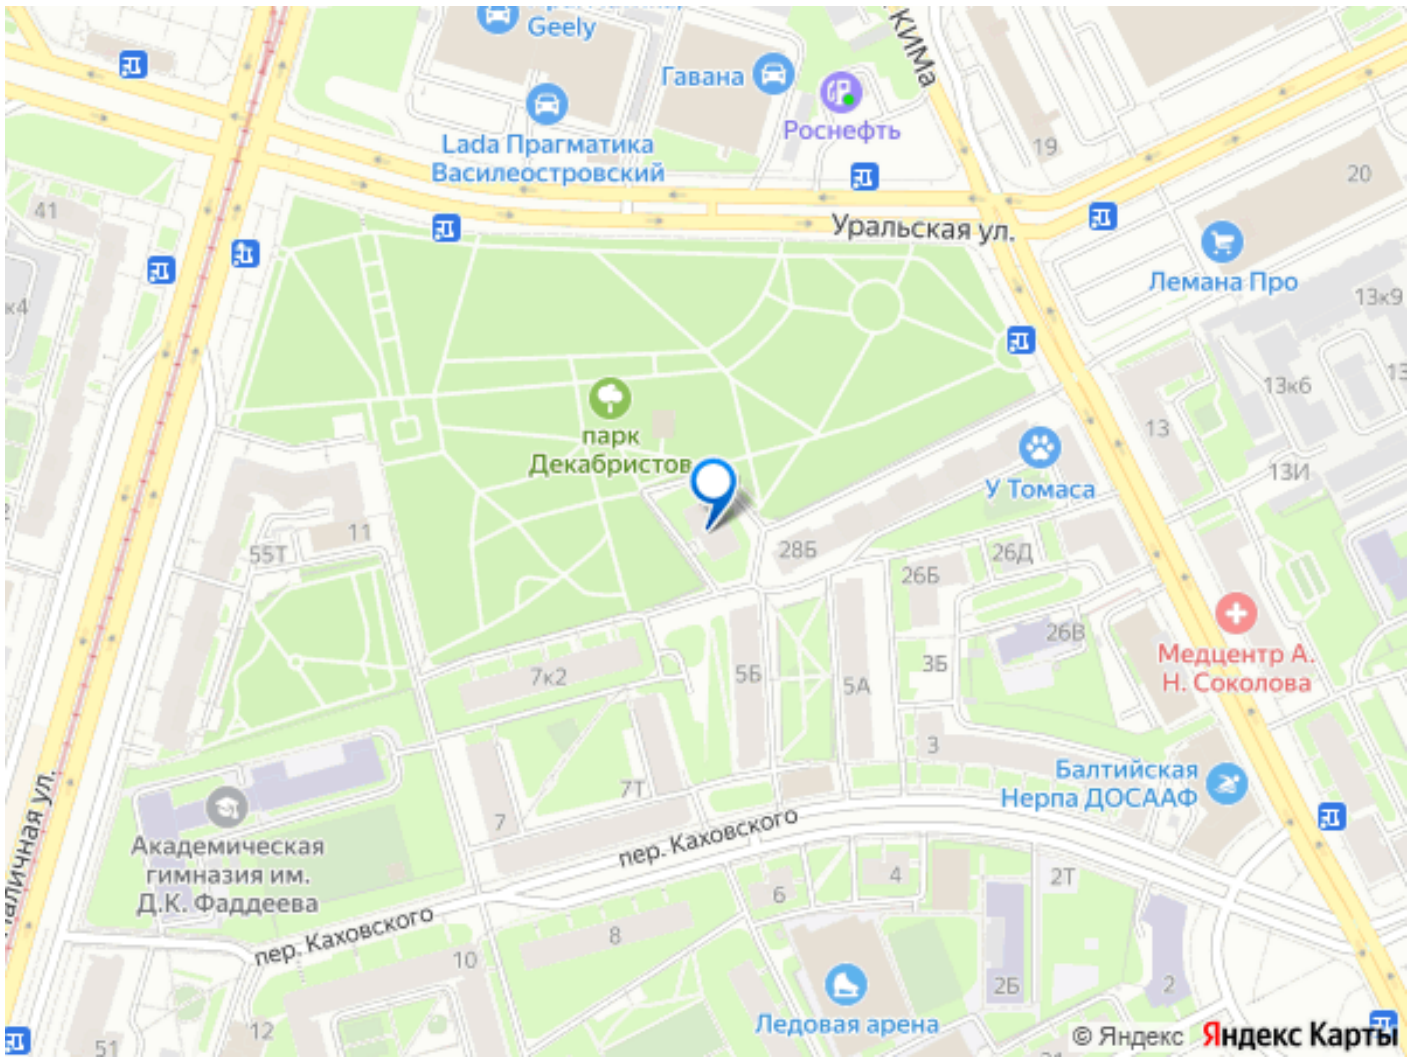 Geely
КИМа
Гавана
Роснефть
Lada Прагматика
Василеостровский
19
20
41
Уральская ул.
Лемана Про
к4
13к9
13к6
13
13
парк
Декабристов
13И
У Томаса
11
55Т
28Б
26Д
26Б
26В
Медцентр А.
Н. Соколова
7к2
5Б
5А
3Б
3
Балтийская
Нерпа ДОСААФ
7Т
7
пер. Каховского
Академическая
гимназия им.
Д.К. Фаддеева
пер. Каховского
6
4
2Т
8
10
2Б
2
12
51
Ледовая арена
© Яндекс Яндекс Карты